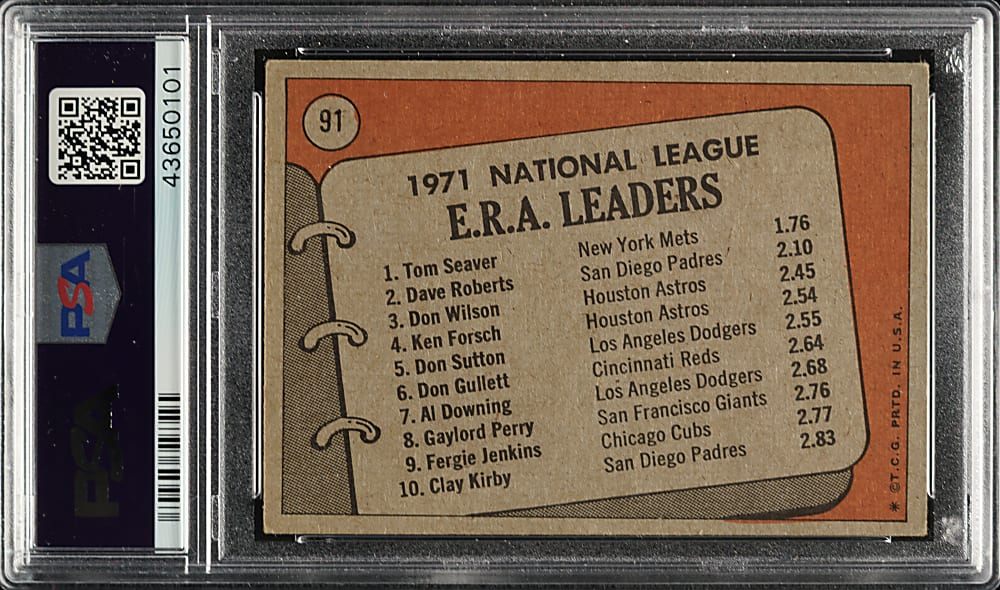 43650101
PSA
PSA
91
1971 NATIONAL LEAGUE
E.R.A. LEADERS
1. Tom Seaver New York Mets 1.76
2. Dave Roberts San Diego Padres 2.10
3. Don Wilson Houston Astros 2.45
4. Ken Forsch Houston Astros 2.54
5. Don Sutton Los Angeles Dodgers 2.55
6. Don Gullett Cincinnati Reds 2.64
7. Al Downing Los Angeles Dodgers 2.68
8. Gaylord Perry San Francisco Giants 2.76
9. Fergie Jenkins Chicago Cubs 2.77
10. Clay Kirby San Diego Padres 2.83
* ©T.C.G. PRTD. IN U.S.A.